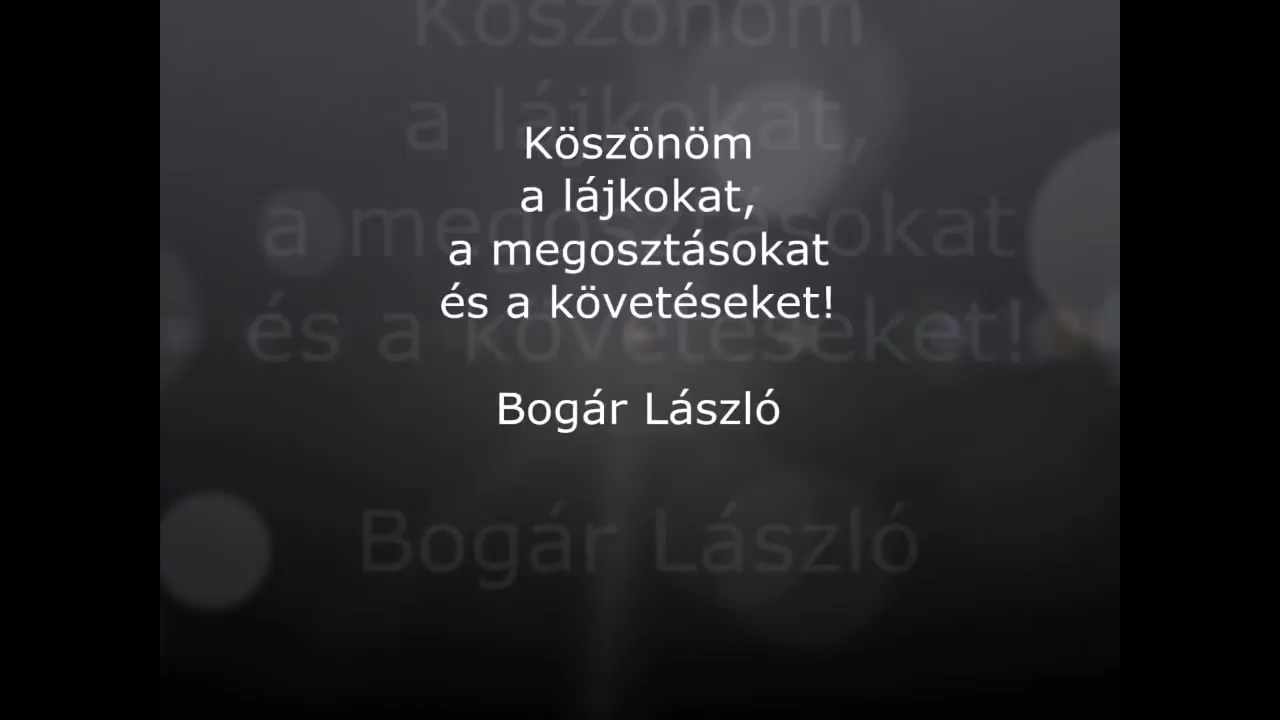 Köszönöm
a lájkokat,
a megosztásokat
és a követéseket!
Bogár László